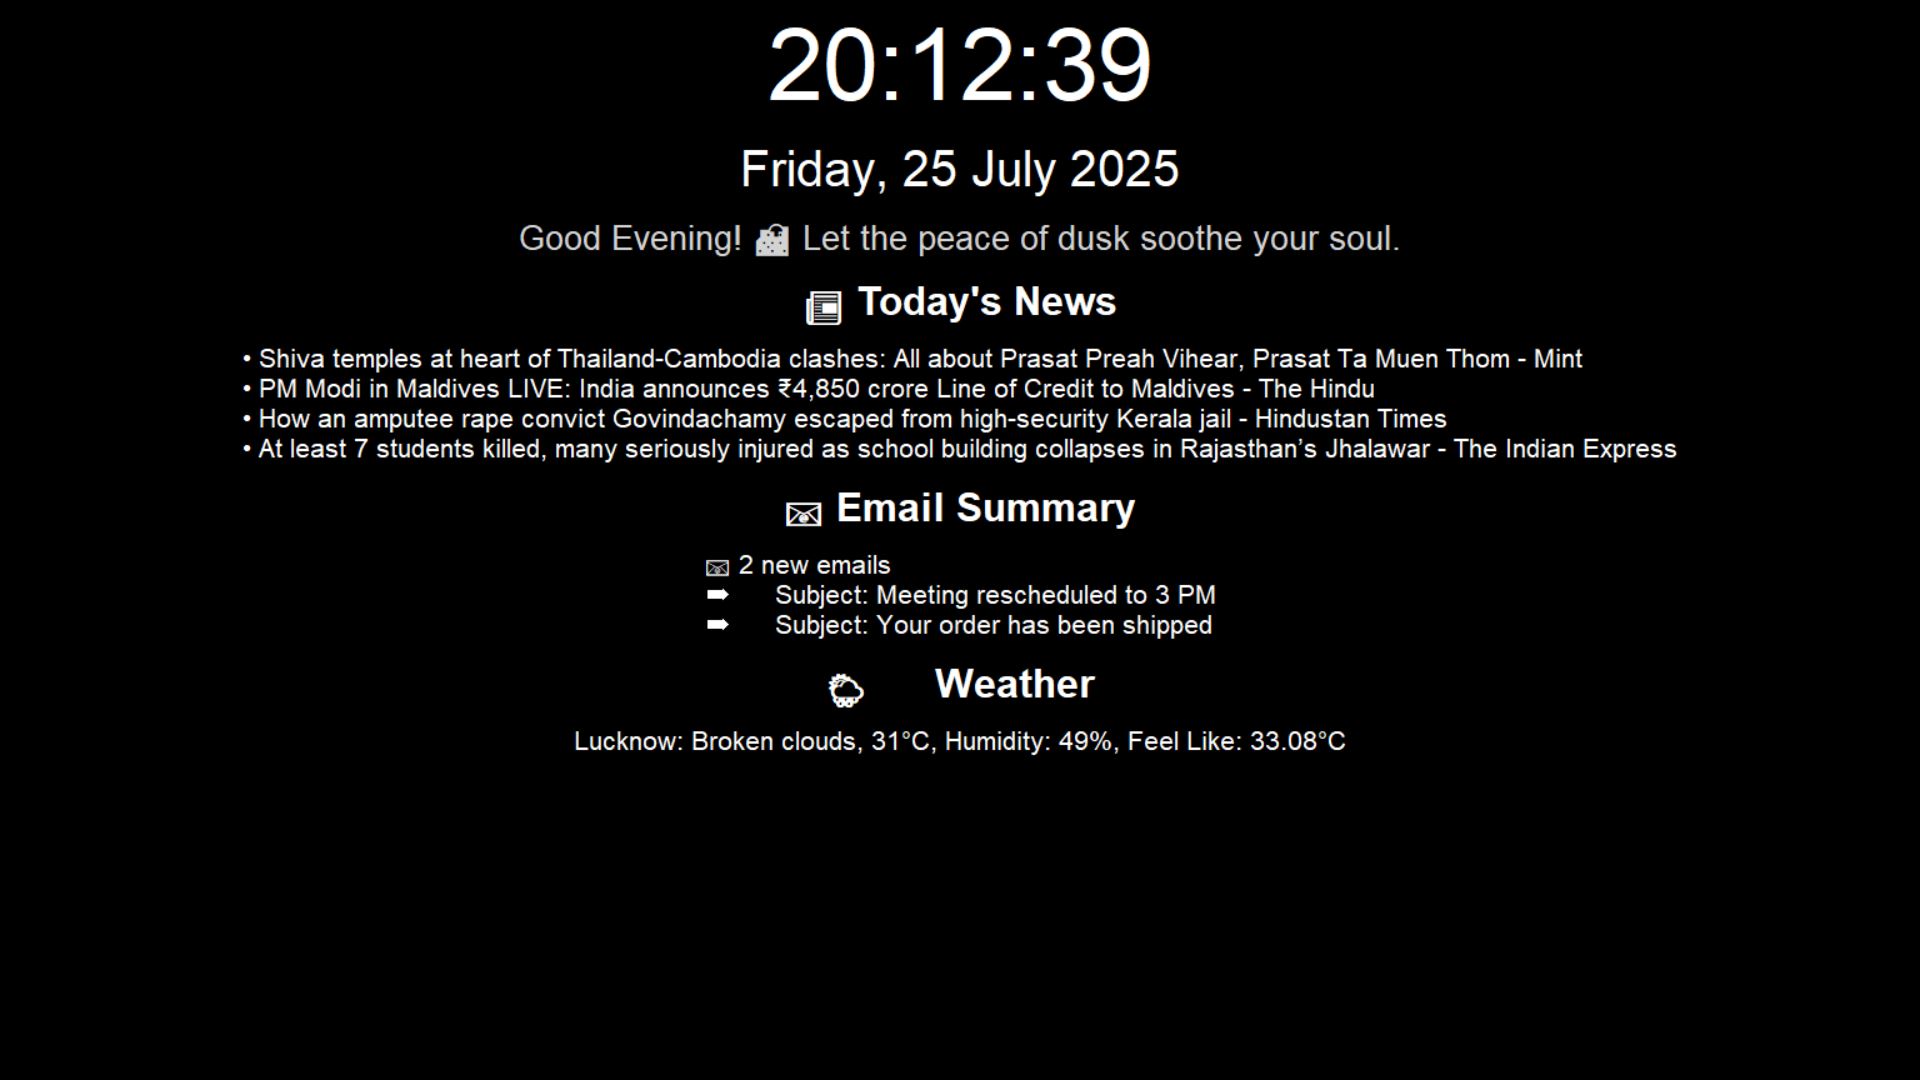 20:12:39
Friday, 25 July 2025
Good Evening! 🌇 Let the peace of dusk soothe your soul.
📰 Today's News
• Shiva temples at heart of Thailand-Cambodia clashes: All about Prasat Preah Vihear, Prasat Ta Muen Thom - Mint
• PM Modi in Maldives LIVE: India announces ₹4,850 crore Line of Credit to Maldives - The Hindu
• How an amputee rape convict Govindachamy escaped from high-security Kerala jail - Hindustan Times
• At least 7 students killed, many seriously injured as school building collapses in Rajasthan’s Jhalawar - The Indian Express
📧 Email Summary
📧 2 new emails
➡ Subject: Meeting rescheduled to 3 PM
➡ Subject: Your order has been shipped
🌦 Weather
Lucknow: Broken clouds, 31°C, Humidity: 49%, Feel Like: 33.08°C